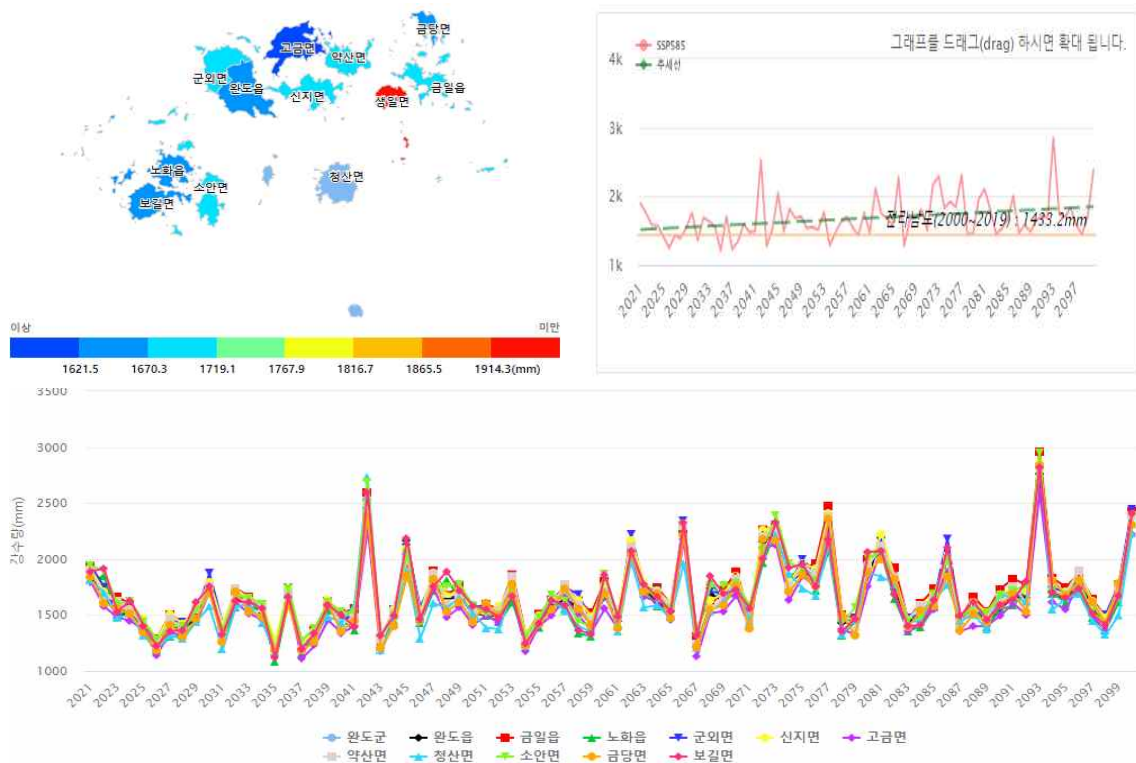 금당면
고금면
약산면
군외면
완도읍
신지면
생일면
금일읍
노화읍
소안면
청산면
보길면
이상
미만
1621.5 1670.3 1719.1 1767.9 1816.7 1865.5 1914.3(mm)
SSP585
추세선
그래프를 드래그(drag) 하시면 확대 됩니다.
4k
3k
2k
전라남도(2000~2019) : 1433.2mm
1k
2021 2025 2029 2033 2037 2041 2045 2049 2053 2057 2061 2065 2069 2073 2077 2081 2085 2089 2093 2097
강수량(mm)
3500
3000
2500
2000
1500
1000
2021 2023 2025 2027 2029 2031 2033 2035 2037 2039 2041 2043 2045 2047 2049 2051 2053 2055 2057 2059 2061 2063 2065 2067 2069 2071 2073 2075 2077 2079 2081 2083 2085 2087 2089 2091 2093 2095 2097 2099
완도군 완도읍 금일읍 노화읍 군외면 신지면 고금면
약산면 청산면 소안면 금당면 보길면